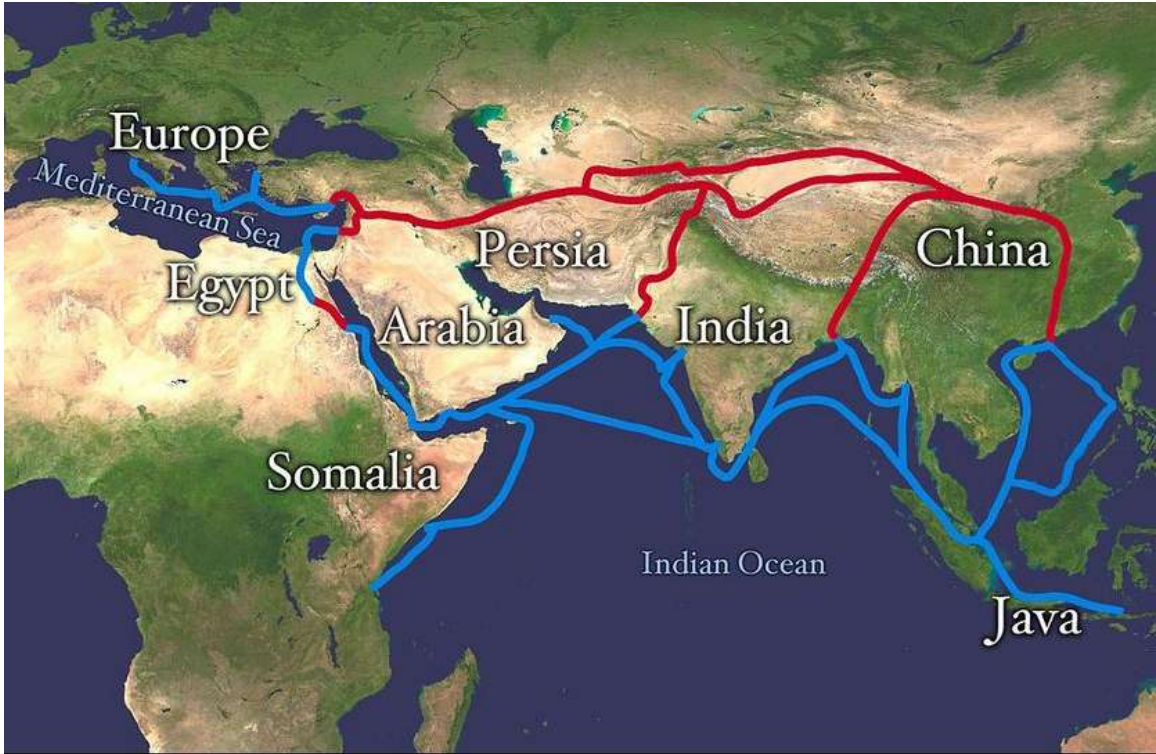 Europe
Mediterranean Sea
Persia
China
Egypt
Arabia
India
Somalia
Indian Ocean
Java